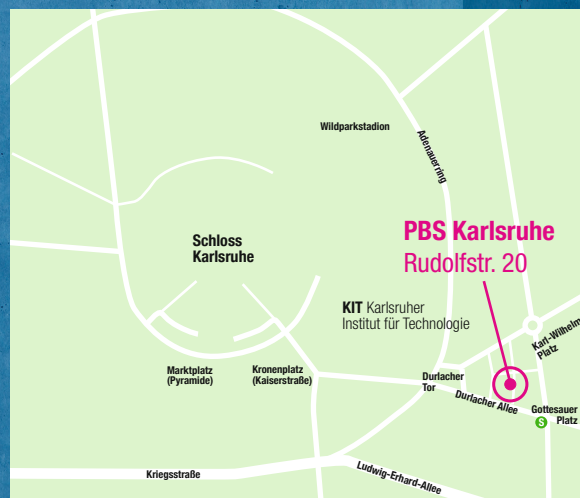 Wildparkstadion
Adenauerring
PBS Karlsruhe
Rudolfstr. 20
Schloss
Karlsruhe
KIT Karlsruher
Institut für Technologie
Karl-Wilhelm
Platz
Marktplatz
(Pyramide)
Kronenplatz
(Kaiserstraße)
Durlacher
Tor
Durlacher Allee
Gottesauer
Platz
S
Kriegsstraße
Ludwig-Erhard-Allee